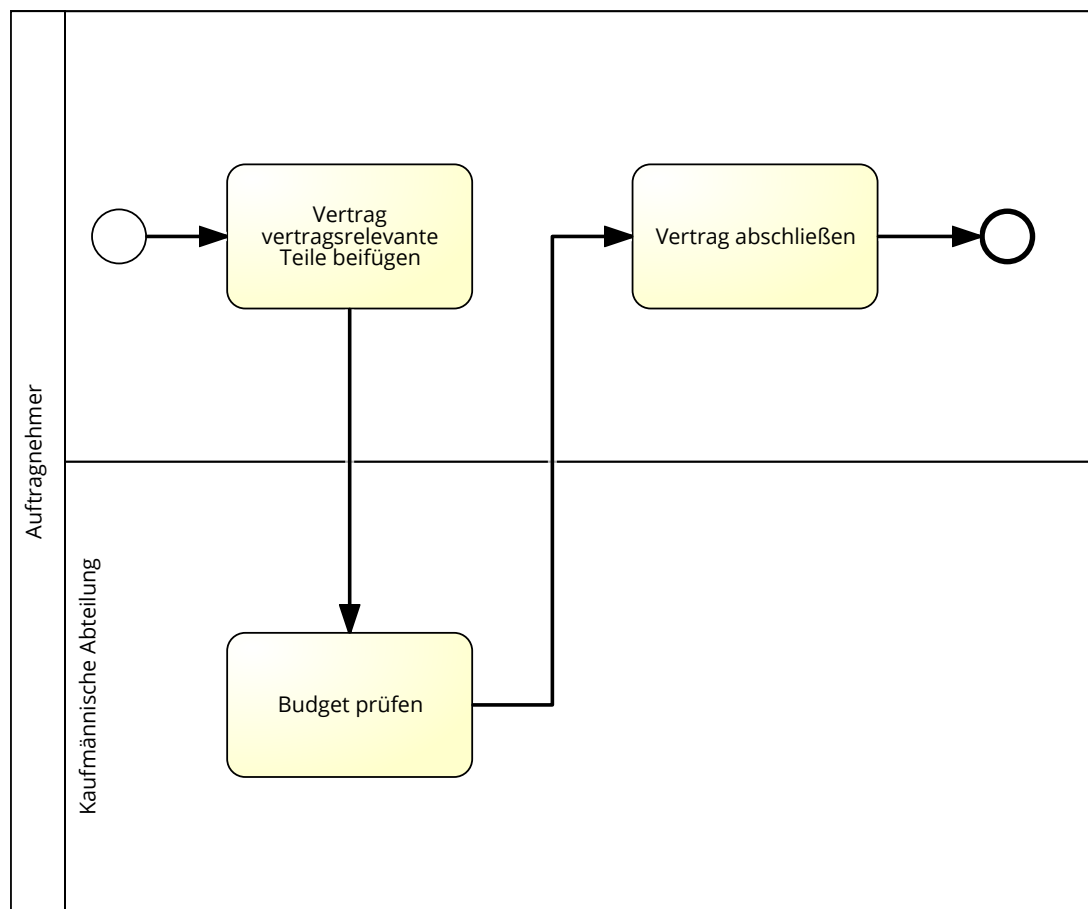 Auftragnehmer
Vertrag
vertragsrelevante
Teile beifügen
Vertrag abschließen
Kaufmännische Abteilung
Budget prüfen